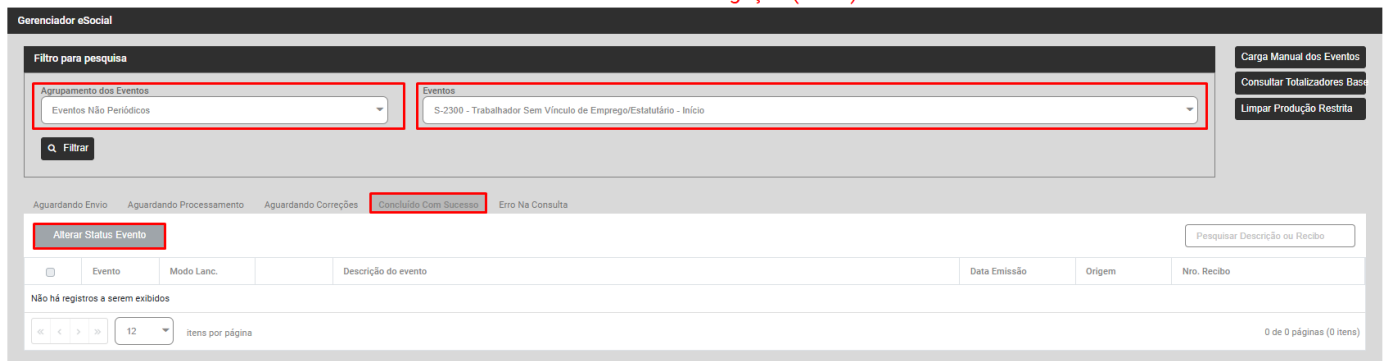 Gerenciador eSocial
Filtro para pesquisa
Carga Manual dos Eventos
Consultar Totalizadores Base
Limpar Produção Restrita
Agrupamento dos Eventos
Eventos
Eventos Não Periódicos
S-2300 - Trabalhador Sem Vínculo de Emprego/Estatutário - Início
Filtrar
Aguardando Envio Aguardando Processamento Aguardando Correções Concluído Com Sucesso Erro Na Consulta
Alterar Status Evento
Pesquisar Descrição ou Recibo
Evento Modo Lanc. Descrição do evento Data Emissão Origem Nro. Recibo
Não há registros a serem exibidos
« < > » 12 itens por página 0 de 0 páginas (0 itens)